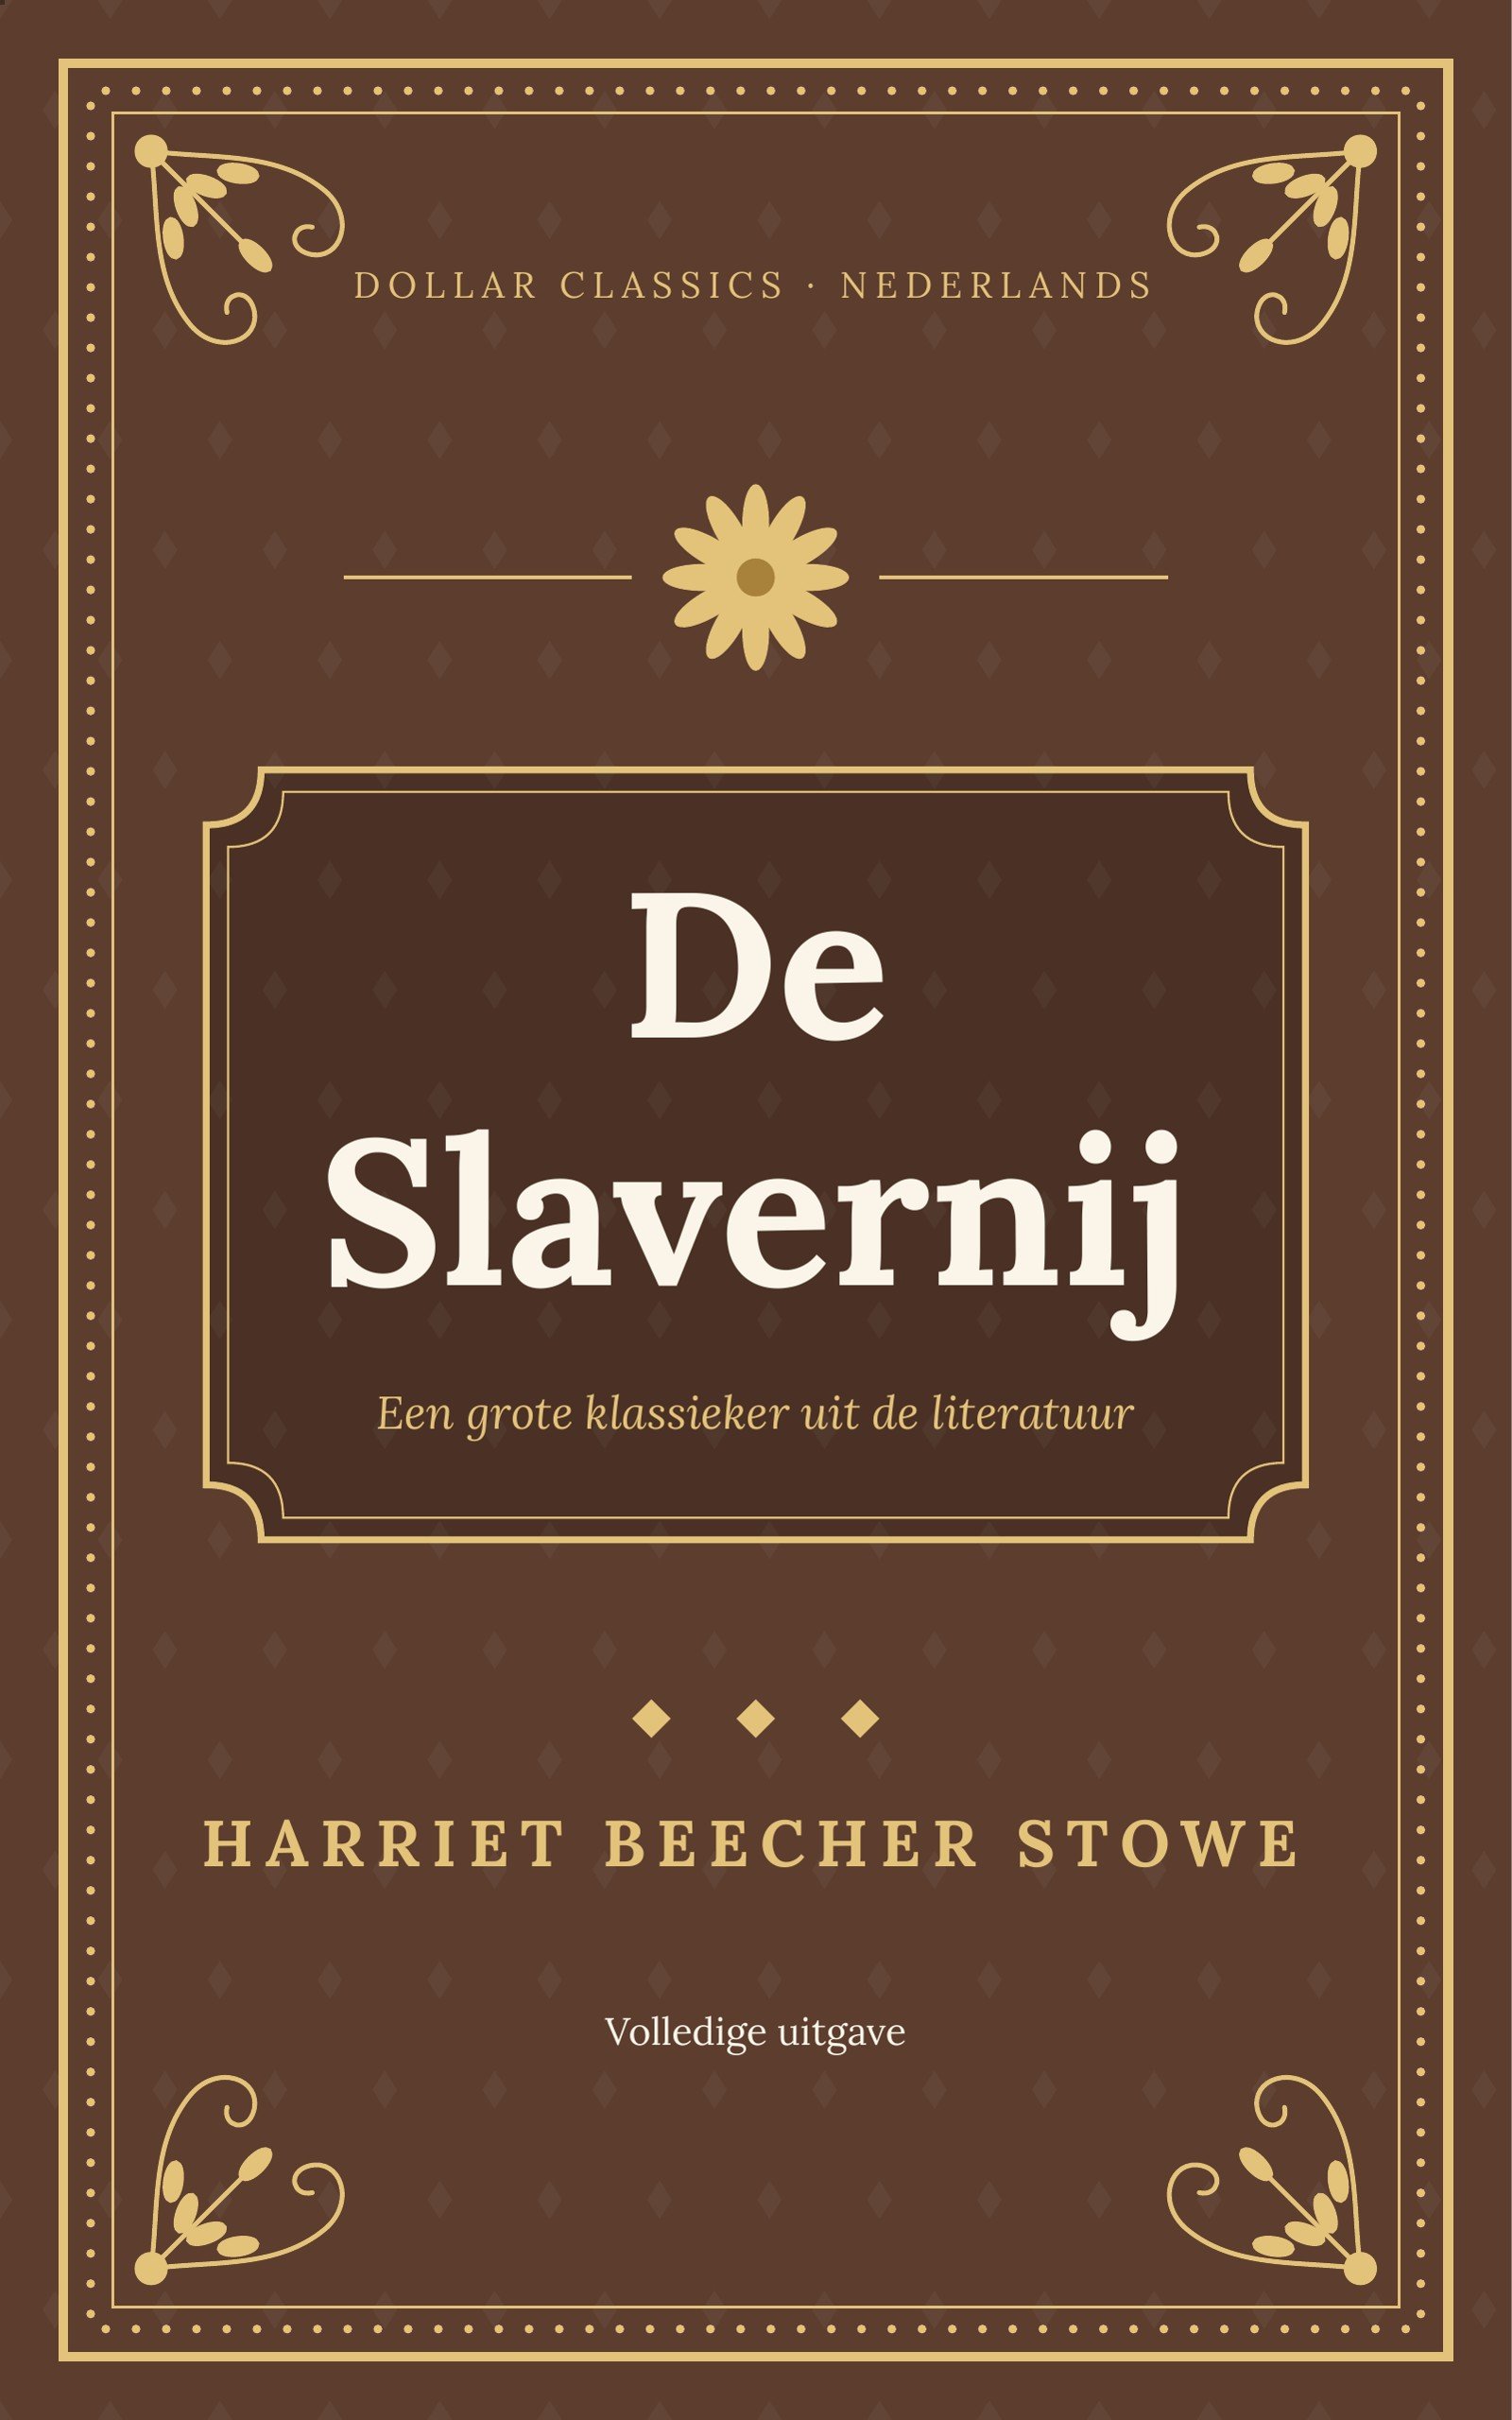 DOLLAR CLASSICS · NEDERLANDS
De
Slavernij
Een grote klassieker uit de literatuur
HARRIET BEECHER STOWE
Volledige uitgave